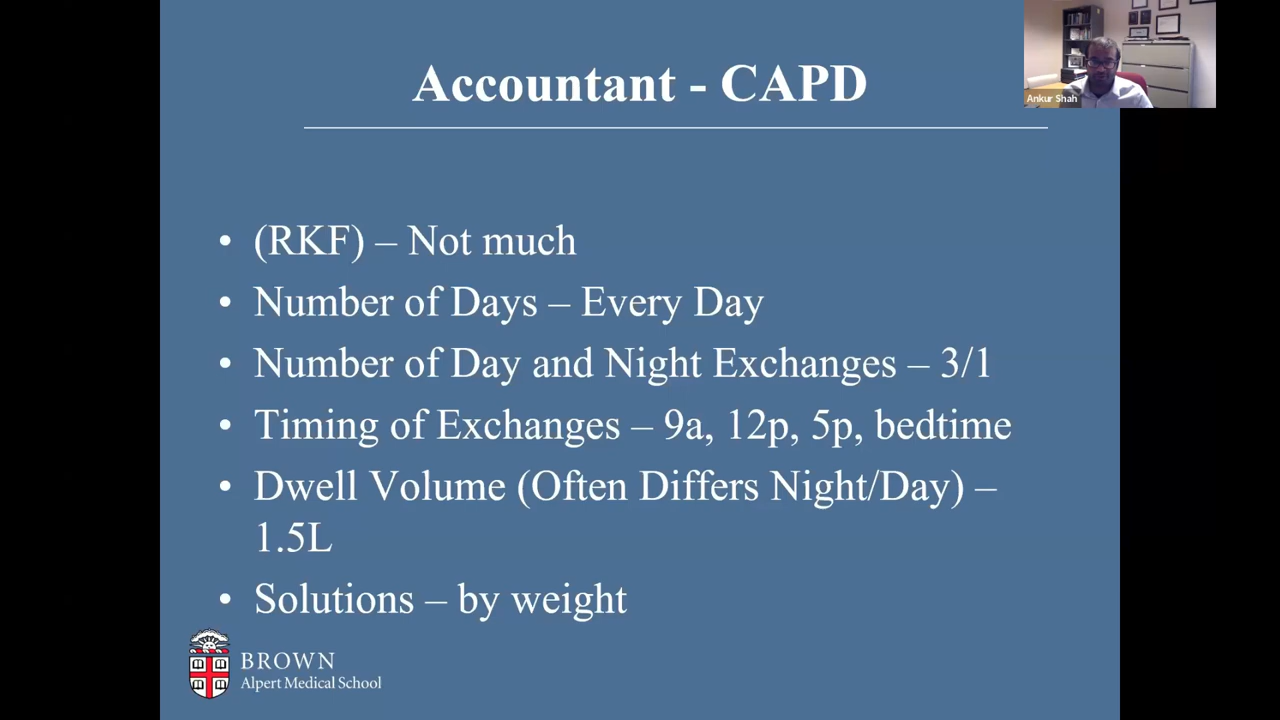 Accountant - CAPD
Ankur Shah
• (RKF) – Not much
• Number of Days – Every Day
• Number of Day and Night Exchanges – 3/1
• Timing of Exchanges – 9a, 12p, 5p, bedtime
• Dwell Volume (Often Differs Night/Day) –
1.5L
• Solutions – by weight
BROWN
Alpert Medical School